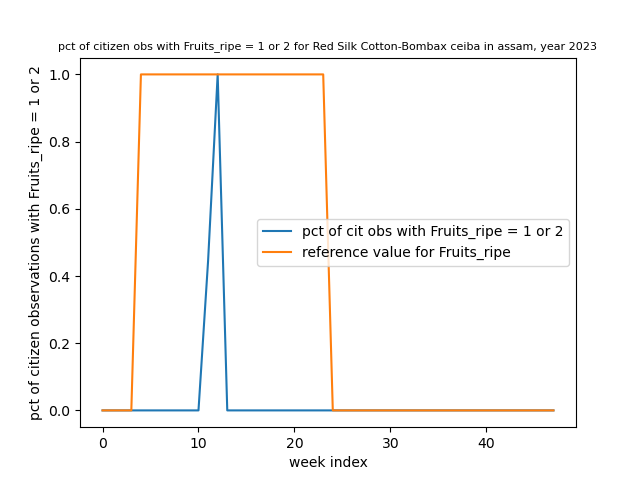 pct of citizen obs with Fruits_ripe = 1 or 2 for Red Silk Cotton-Bombax ceiba in assam, year 2023
pct of citizen observations with Fruits_ripe = 1 or 2
1.0
0.8
0.6
0.4
0.2
0.0
pct of cit obs with Fruits_ripe = 1 or 2
reference value for Fruits_ripe
0 10 20 30 40
week index